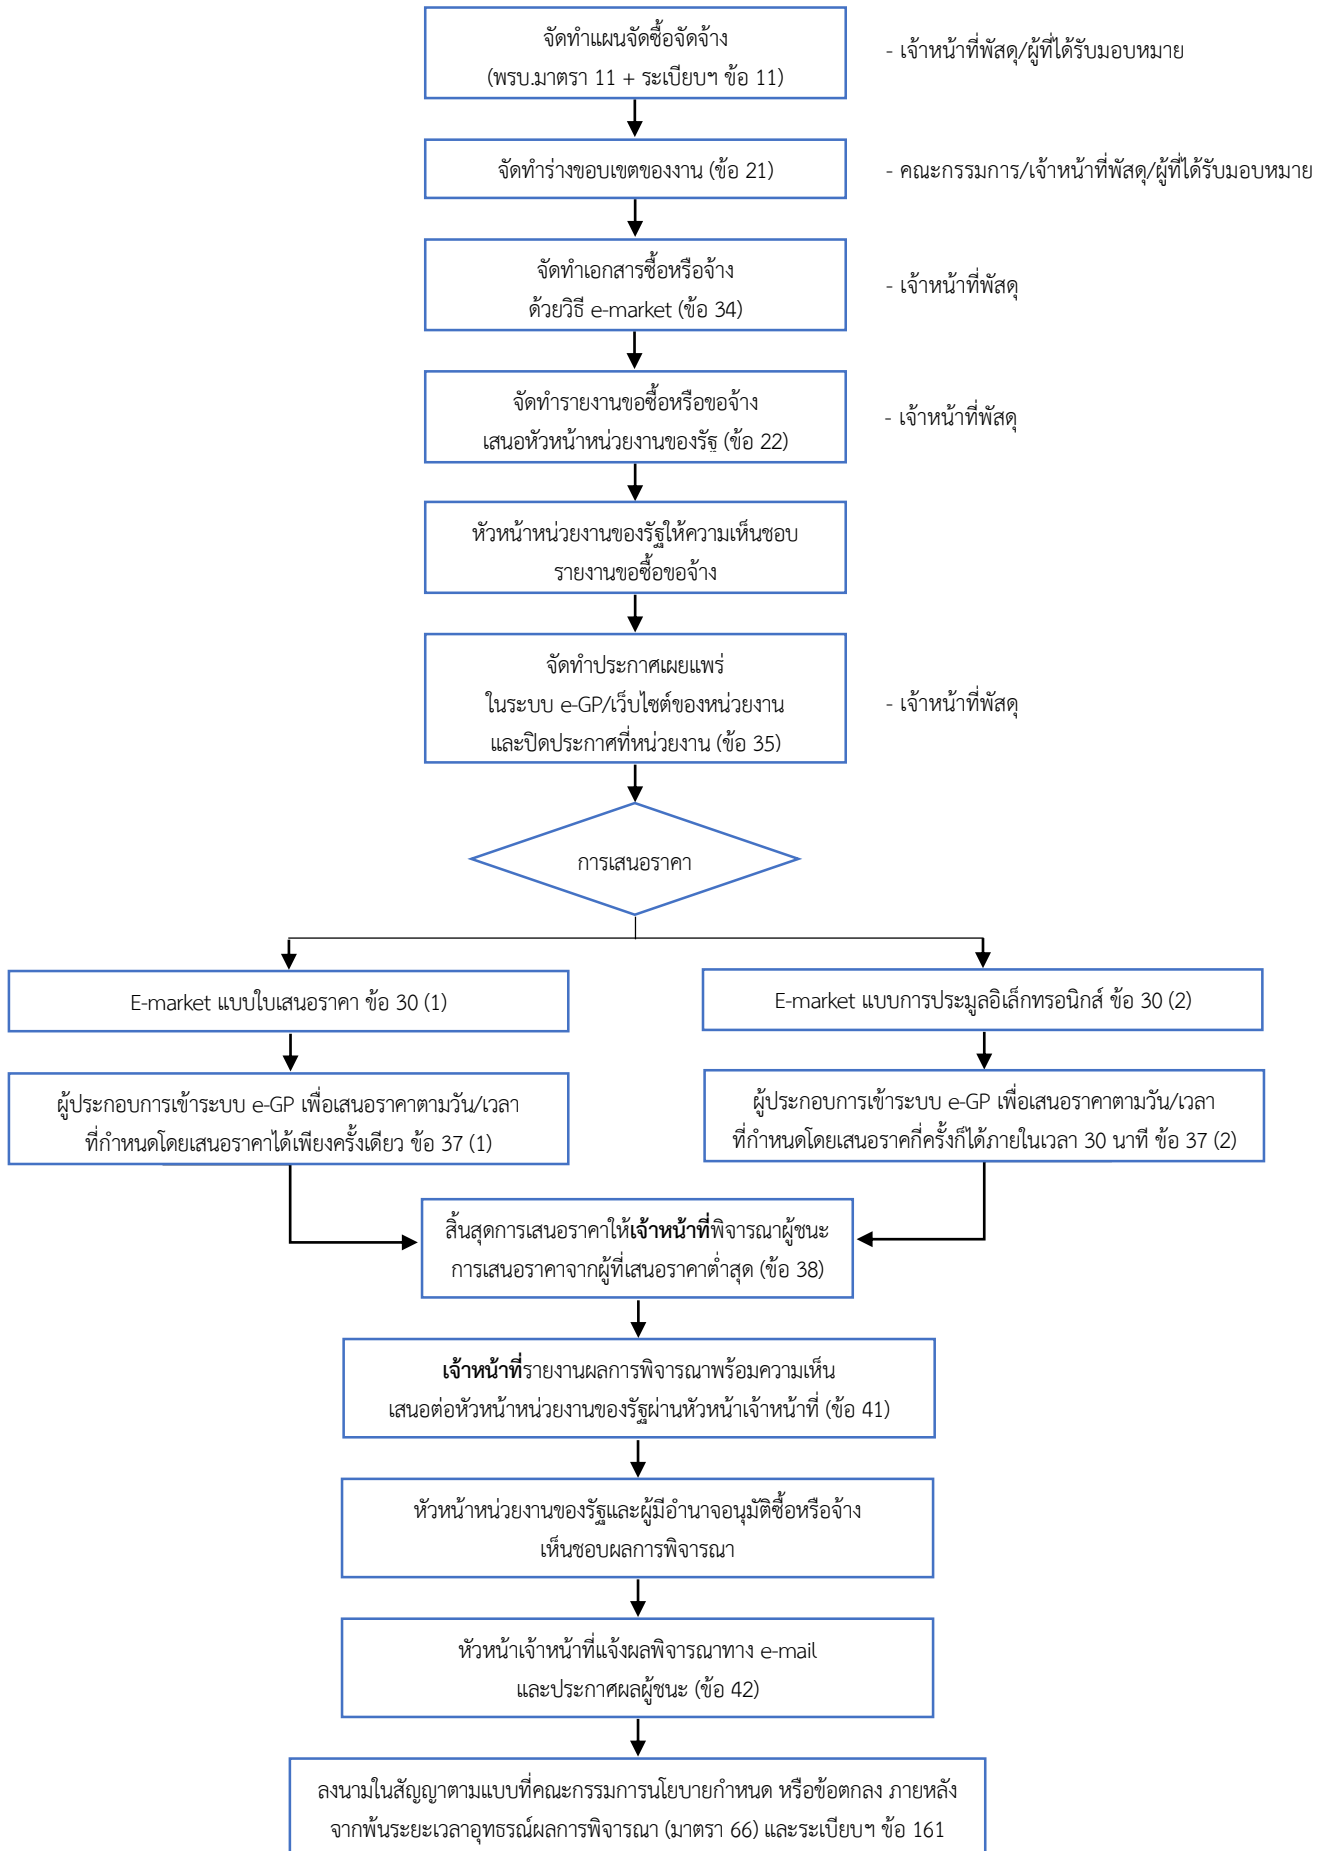 จัดทำแผนจัดซื้อจัดจ้าง
(พรบ.มาตรา 11 + ระเบียบฯ ข้อ 11)
- เจ้าหน้าที่พัสดุ/ผู้ที่ได้รับมอบหมาย
จัดทำร่างขอบเขตของงาน (ข้อ 21)
- คณะกรรมการ/เจ้าหน้าที่พัสดุ/ผู้ที่ได้รับมอบหมาย
จัดทำเอกสารซื้อหรือจ้าง
ด้วยวิธี e-market (ข้อ 34)
- เจ้าหน้าที่พัสดุ
จัดทำรายงานขอซื้อหรือขอจ้าง
เสนอหัวหน้าหน่วยงานของรัฐ (ข้อ 22)
- เจ้าหน้าที่พัสดุ
หัวหน้าหน่วยงานของรัฐให้ความเห็นชอบ
รายงานขอซื้อขอจ้าง
จัดทำประกาศเผยแพร่
ในระบบ e-GP/เว็บไซต์ของหน่วยงาน
และปิดประกาศที่หน่วยงาน (ข้อ 35)
- เจ้าหน้าที่พัสดุ
การเสนอราคา
E-market แบบใบเสนอราคา ข้อ 30 (1)
E-market แบบการประมูลอิเล็กทรอนิกส์ ข้อ 30 (2)
ผู้ประกอบการเข้าระบบ e-GP เพื่อเสนอราคาตามวัน/เวลา
ที่กำหนดโดยเสนอราคาได้เพียงครั้งเดียว ข้อ 37 (1)
ผู้ประกอบการเข้าระบบ e-GP เพื่อเสนอราคาตามวัน/เวลา
ที่กำหนดโดยเสนอราคกี่ครั้งก็ได้ภายในเวลา 30 นาที ข้อ 37 (2)
สิ้นสุดการเสนอราคาให้เจ้าหน้าที่พิจารณาผู้ชนะ
การเสนอราคาจากผู้ที่เสนอราคาต่ำสุด (ข้อ 38)
เจ้าหน้าที่รายงานผลการพิจารณาพร้อมความเห็น
เสนอต่อหัวหน้าหน่วยงานของรัฐผ่านหัวหน้าเจ้าหน้าที่ (ข้อ 41)
หัวหน้าหน่วยงานของรัฐและผู้มีอำนาจอนุมัติซื้อหรือจ้าง
เห็นชอบผลการพิจารณา
หัวหน้าเจ้าหน้าที่แจ้งผลพิจารณาทาง e-mail
และประกาศผลผู้ชนะ (ข้อ 42)
ลงนามในสัญญาตามแบบที่คณะกรรมการนโยบายกำหนด หรือข้อตกลง ภายหลัง
จากพ้นระยะเวลาอุทธรณ์ผลการพิจารณา (มาตรา 66) และระเบียบฯ ข้อ 161